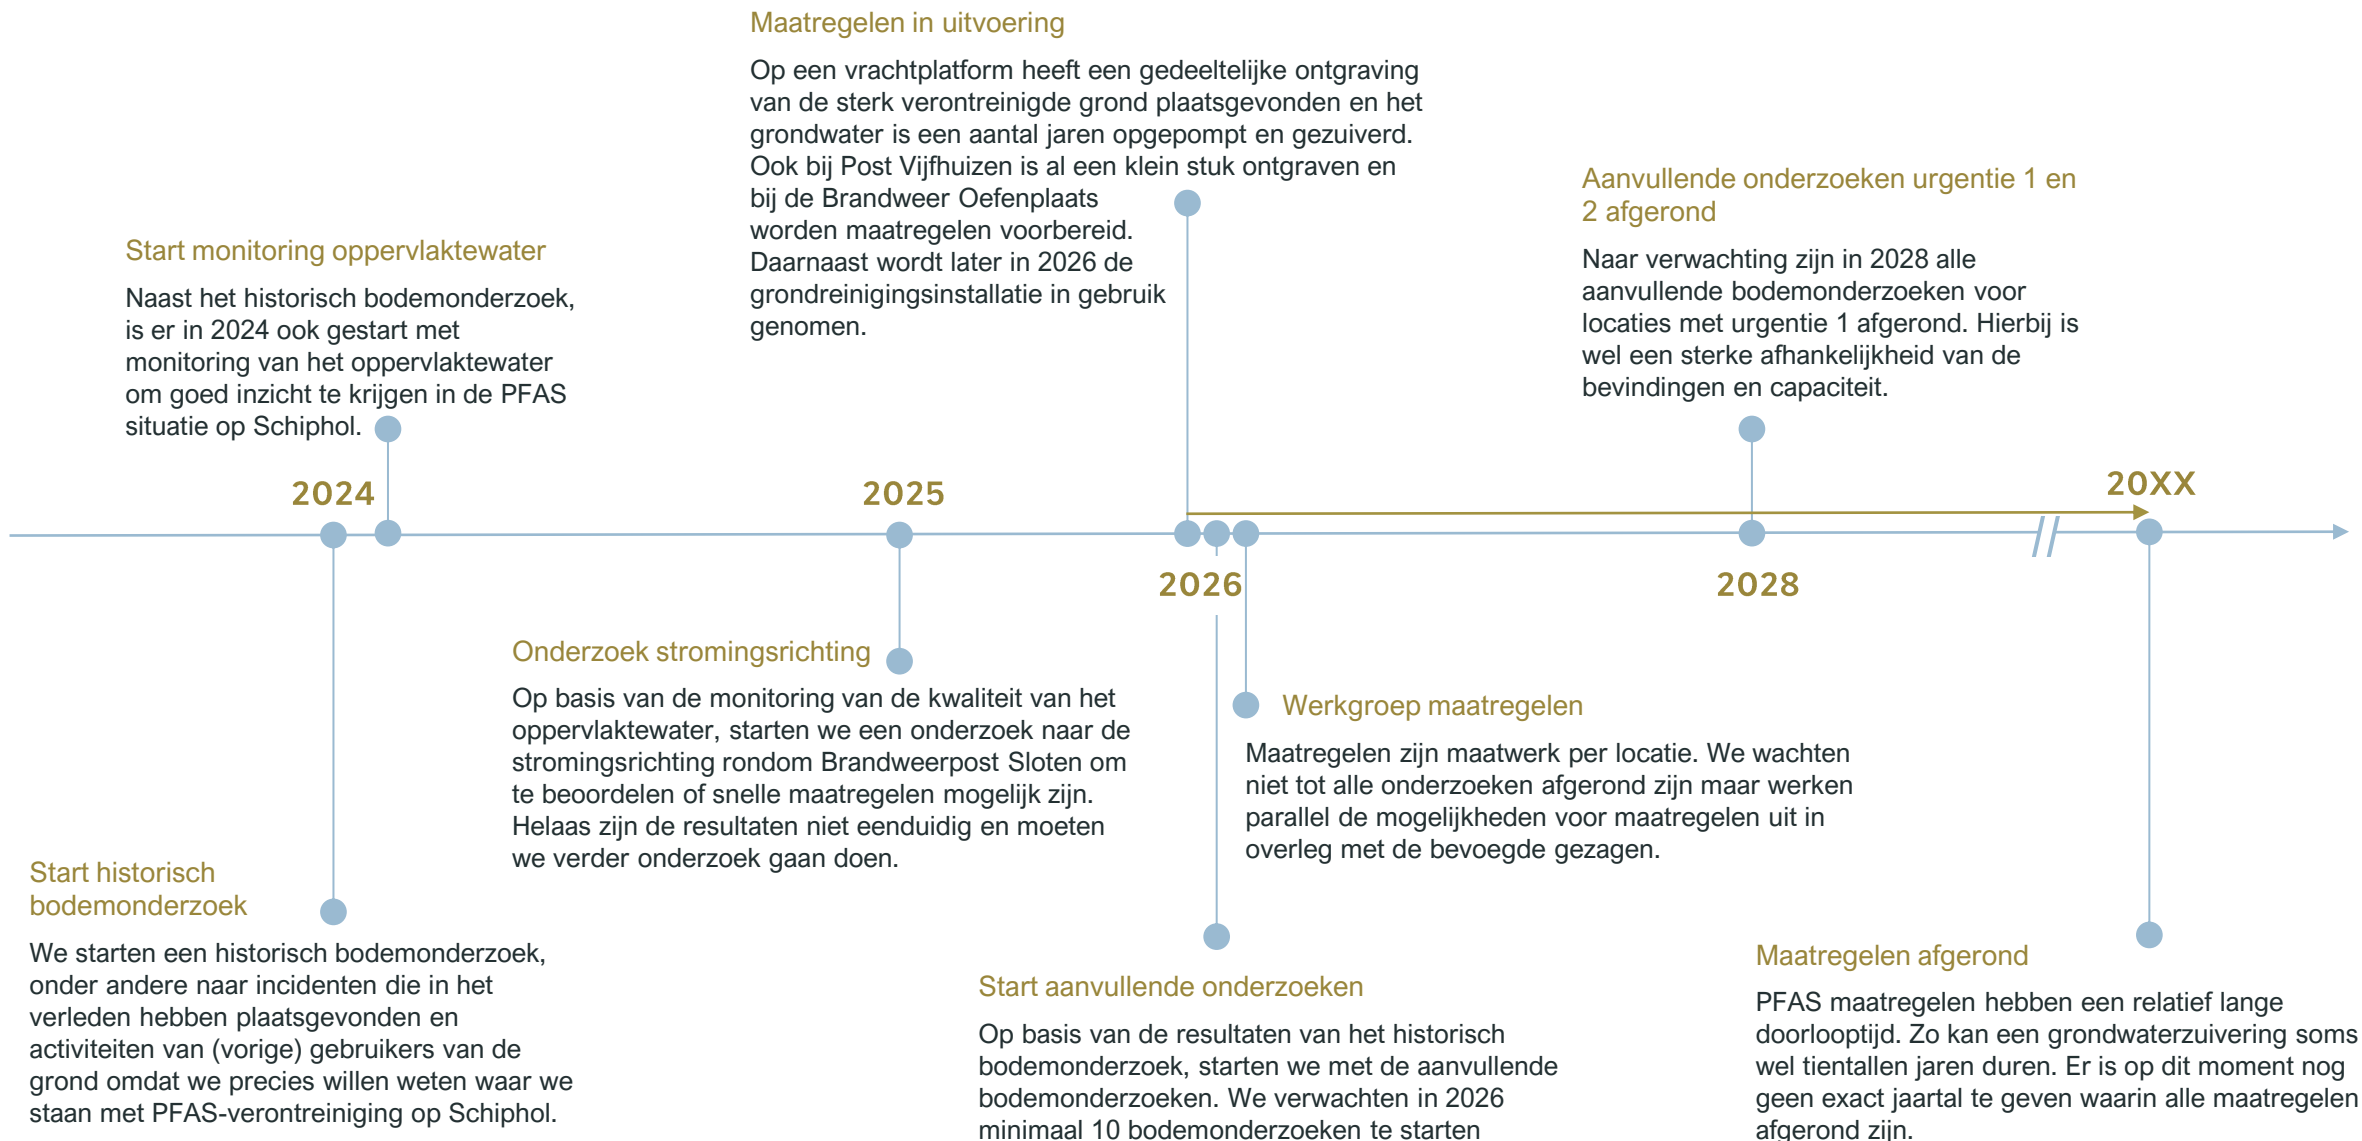 Maatregelen in uitvoering
Op een vrachtplatform heeft een gedeeltelijke ontgraving
van de sterk verontreinigde grond plaatsgevonden en het
grondwater is een aantal jaren opgepompt en gezuiverd.
Ook bij Post Vijfhuizen is al een klein stuk ontgraven en
bij de Brandweer Oefenplaats
worden maatregelen voorbereid.
Daarnaast wordt later in 2026 de
grondreinigingsinstallatie in gebruik
genomen.
Aanvullende onderzoeken urgentie 1 en
2 afgerond
Naar verwachting zijn in 2028 alle
aanvullende bodemonderzoeken voor
locaties met urgentie 1 afgerond. Hierbij is
wel een sterke afhankelijkheid van de
bevindingen en capaciteit.
Start monitoring oppervlaktewater
Naast het historisch bodemonderzoek,
is er in 2024 ook gestart met
monitoring van het oppervlaktewater
om goed inzicht te krijgen in de PFAS
situatie op Schiphol.
2024
2025
20XX
2026
2028
Onderzoek stromingsrichting
Op basis van de monitoring van de kwaliteit van het
oppervlaktewater, starten we een onderzoek naar de
stromingsrichting rondom Brandweerpost Sloten om
te beoordelen of snelle maatregelen mogelijk zijn.
Helaas zijn de resultaten niet eenduidig en moeten
we verder onderzoek gaan doen.
Werkgroep maatregelen
Maatregelen zijn maatwerk per locatie. We wachten
niet tot alle onderzoeken afgerond zijn maar werken
parallel de mogelijkheden voor maatregelen uit in
overleg met de bevoegde gezagen.
Start historisch
bodemonderzoek
We starten een historisch bodemonderzoek,
onder andere naar incidenten die in het
verleden hebben plaatsgevonden en
activiteiten van (vorige) gebruikers van de
grond omdat we precies willen weten waar we
staan met PFAS-verontreiniging op Schiphol.
Start aanvullende onderzoeken
Op basis van de resultaten van het historisch
bodemonderzoek, starten we met de aanvullende
bodemonderzoeken. We verwachten in 2026
minimaal 10 bodemonderzoeken te starten
Maatregelen afgerond
PFAS maatregelen hebben een relatief lange
doorlooptijd. Zo kan een grondwaterzuivering soms
wel tientallen jaren duren. Er is op dit moment nog
geen exact jaartal te geven waarin alle maatregelen
afgerond zijn.